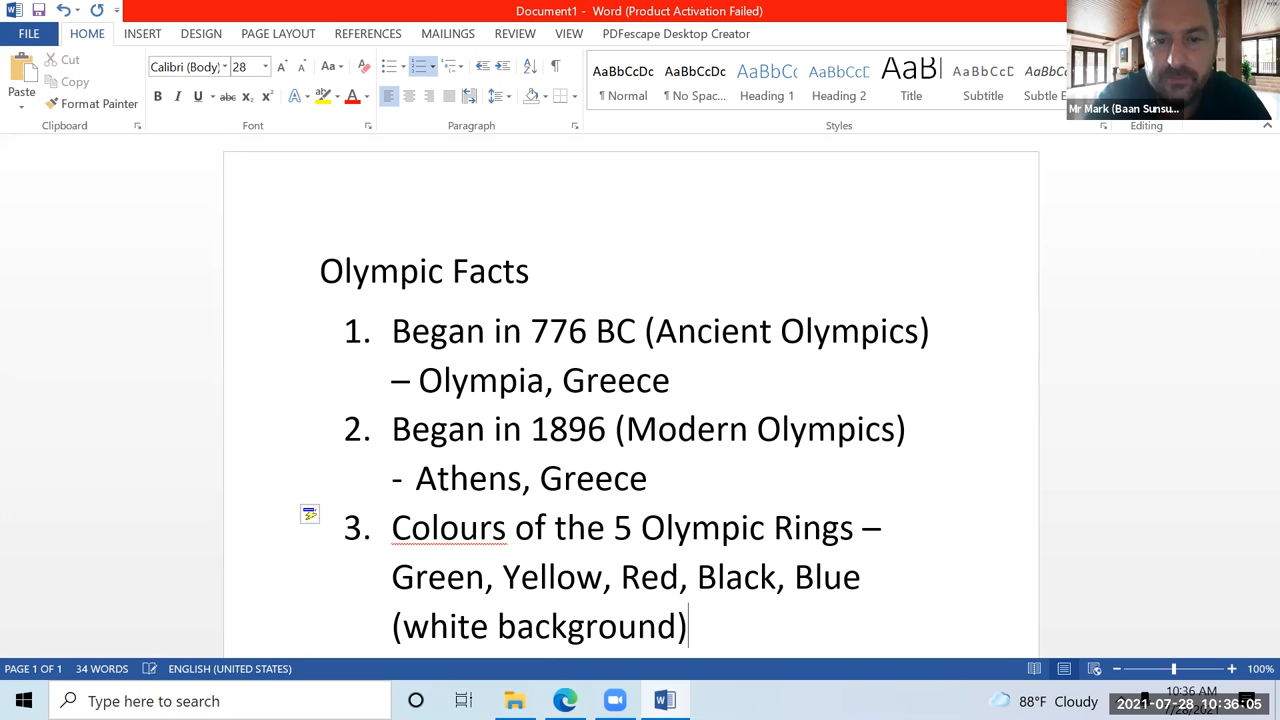 Document1 - Word (Product Activation Failed)
FILE HOME INSERT DESIGN PAGE LAYOUT REFERENCES MAILINGS REVIEW VIEW PDFescape Desktop Creator
Cut
Copy
Paste
Format Painter
Clipboard
Calibri (Body) 28
Font
Paragraph
AaBbCcDc AaBbCcDc AaBbC AaBbCcD AaBl AaBbCcD
¶ Normal ¶ No Spac... Heading 1 Heading 2 Title Subtitle Subtle E
Styles
Editing
Mr Mark (Baan Sunsu...
Olympic Facts
1. Began in 776 BC (Ancient Olympics)
– Olympia, Greece
2. Began in 1896 (Modern Olympics)
- Athens, Greece
3. Colours of the 5 Olympic Rings –
Green, Yellow, Red, Black, Blue
(white background)
PAGE 1 OF 1 34 WORDS ENGLISH (UNITED STATES) 100%
Type here to search
88°F Cloudy
10:36 AM
2021-07-28 10:36:05